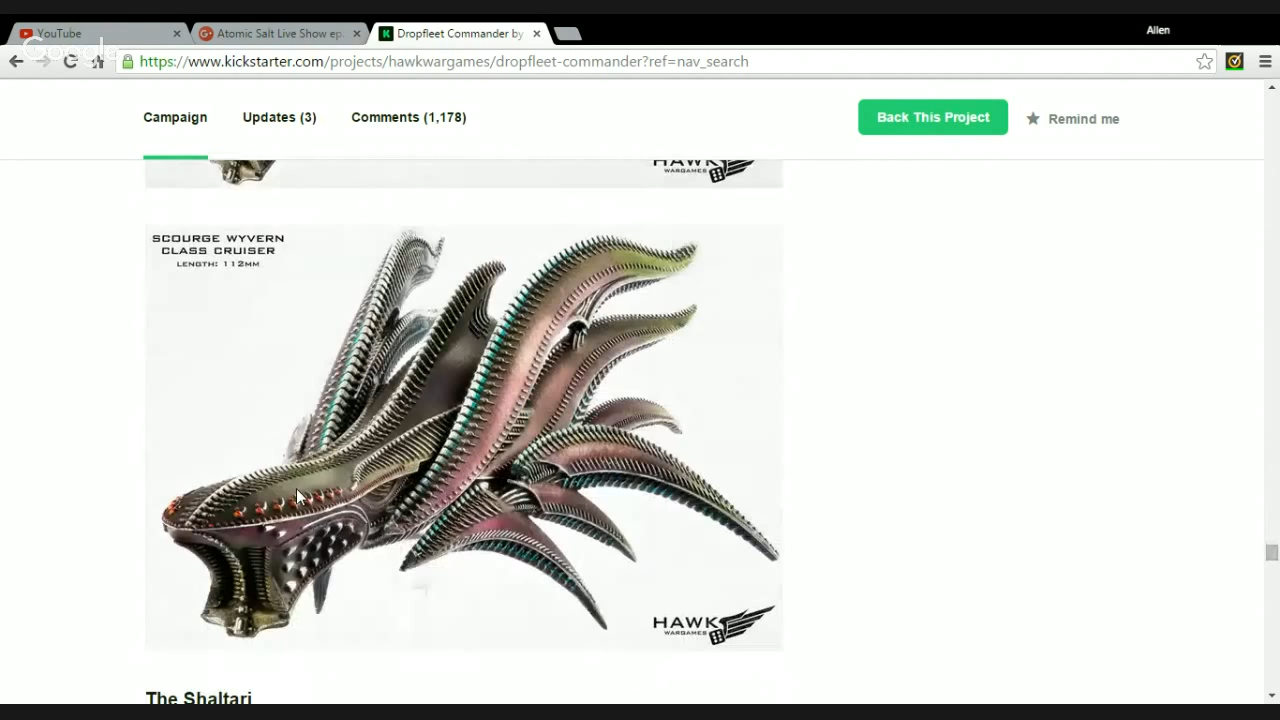 YouTube
Atomic Salt Live Show ep
Dropfleet Commander by
Allen
Google
https://www.kickstarter.com/projects/hawkwargames/dropfleet-commander?ref=nav_search
Campaign
Updates (3)
Comments (1,178)
Back This Project
Remind me
HAWK
WARGAMES
SCOURGE WYVERN
CLASS CRUISER
LENGTH: 112MM
HAWK
WARGAMES
The Shaltari